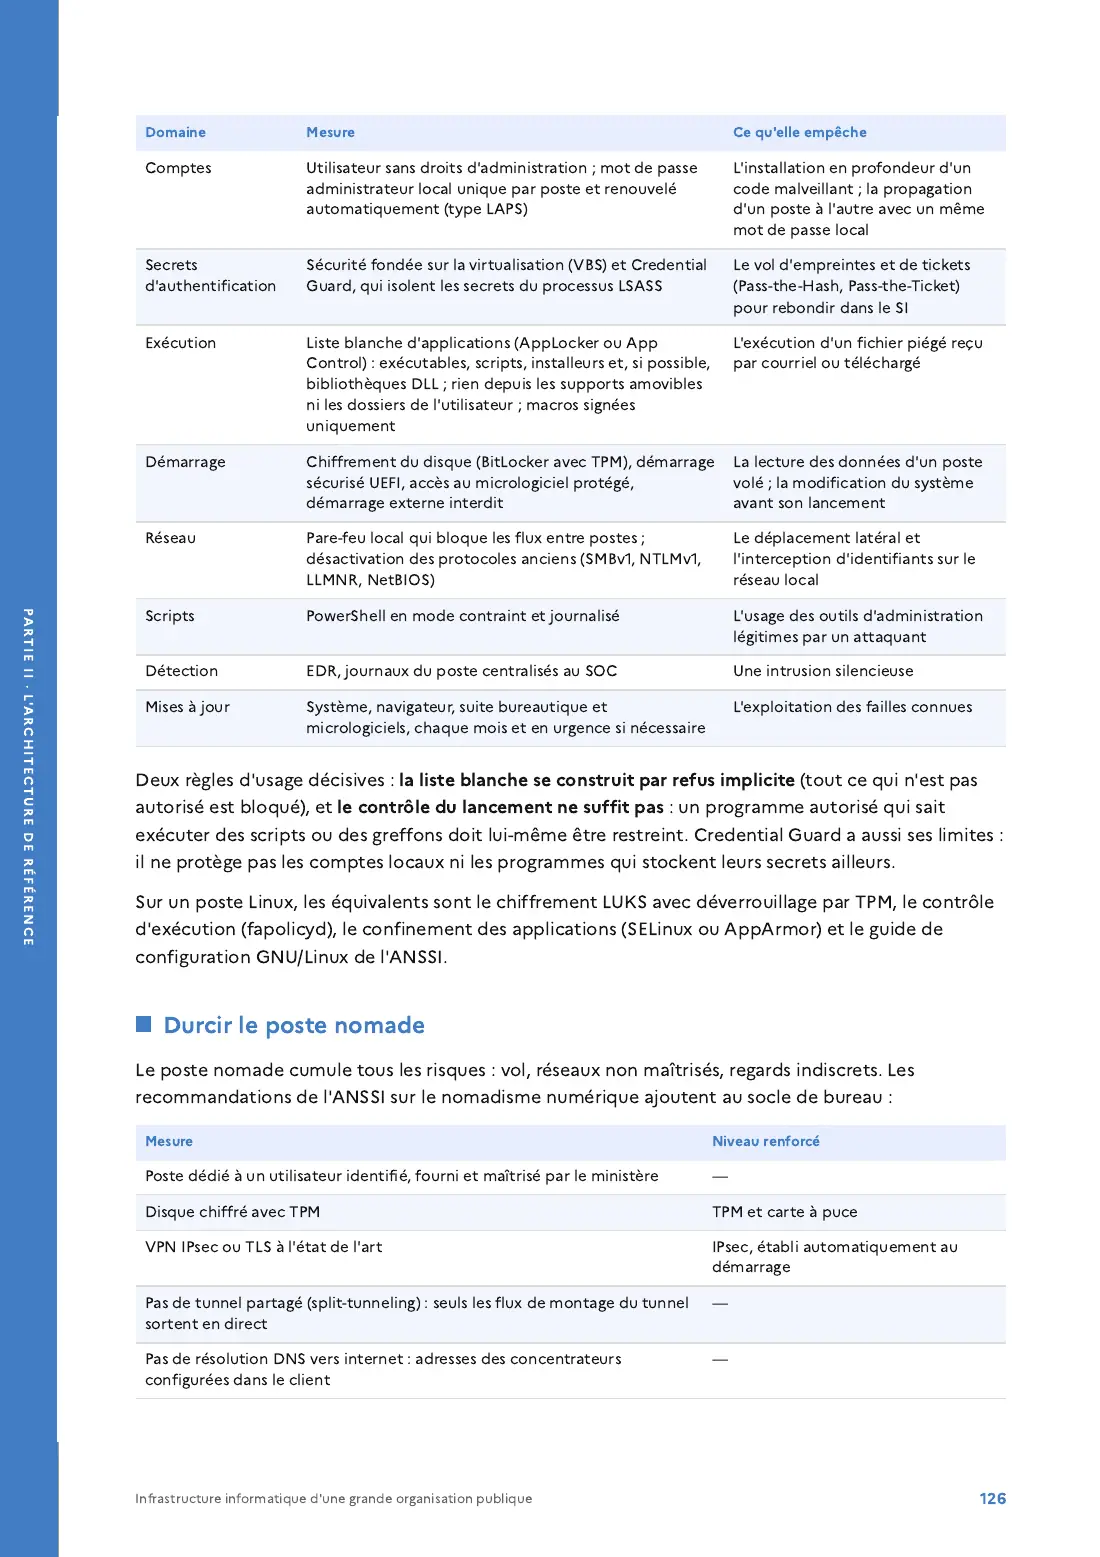 Domaine Mesure Ce qu'elle empêche
Comptes Utilisateur sans droits d'administration ; mot de passe L'installation en profondeur d'un
administrateur local unique par poste et renouvelé code malveillant ; la propagation
automatiquement (type LAPS) d'un poste à l'autre avec un même
mot de passe local
Secrets Sécurité fondée sur la virtualisation (VBS) et Credential Le vol d'empreintes et de tickets
d'authentification Guard, qui isolent les secrets du processus LSASS (Pass-the-Hash, Pass-the-Ticket)
pour rebondir dans le SI
Exécution Liste blanche d'applications (AppLocker ou App L'exécution d'un fichier piégé reçu
Control) : exécutables, scripts, installeurs et, si possible, par courriel ou téléchargé
bibliothèques DLL ; rien depuis les supports amovibles
ni les dossiers de l'utilisateur ; macros signées
uniquement
Démarrage Chiffrement du disque (BitLocker avec TPM), démarrage La lecture des données d'un poste
sécurisé UEFI, accès au micrologiciel protégé, volé ; la modification du système
démarrage externe interdit avant son lancement
Réseau Pare-feu local qui bloque les flux entre postes ; Le déplacement latéral et
désactivation des protocoles anciens (SMBv1, NTLMv1, l'interception d'identifiants sur le
LLMNR, NetBIOS) réseau local
Scripts PowerShell en mode contraint et journalisé L'usage des outils d'administration
légitimes par un attaquant
Détection EDR, journaux du poste centralisés au SOC Une intrusion silencieuse
Mises à jour Système, navigateur, suite bureautique et L'exploitation des failles connues
micrologiciels, chaque mois et en urgence si nécessaire
Deux règles d'usage décisives : la liste blanche se construit par refus implicite (tout ce qui n'est pas
autorisé est bloqué), et le contrôle du lancement ne suffit pas : un programme autorisé qui sait
exécuter des scripts ou des greffons doit lui-même être restreint. Credential Guard a aussi ses limites :
il ne protège pas les comptes locaux ni les programmes qui stockent leurs secrets ailleurs.
Sur un poste Linux, les équivalents sont le chiffrement LUKS avec déverrouillage par TPM, le contrôle
d'exécution (fapolicyd), le confinement des applications (SELinux ou AppArmor) et le guide de
configuration GNU/Linux de l'ANSSI.
Durcir le poste nomade
Le poste nomade cumule tous les risques : vol, réseaux non maîtrisés, regards indiscrets. Les
recommandations de l'ANSSI sur le nomadisme numérique ajoutent au socle de bureau :
Mesure Niveau renforcé
Poste dédié à un utilisateur identifié, fourni et maîtrisé par le ministère —
Disque chiffré avec TPM TPM et carte à puce
VPN IPsec ou TLS à l'état de l'art IPsec, établi automatiquement au
démarrage
Pas de tunnel partagé (split-tunneling) : seuls les flux de montage du tunnel —
sortent en direct
Pas de résolution DNS vers internet : adresses des concentrateurs —
configurées dans le client
PARTIE II · L'ARCHITECTURE DE RÉFÉRENCE
Infrastructure informatique d'une grande organisation publique 126